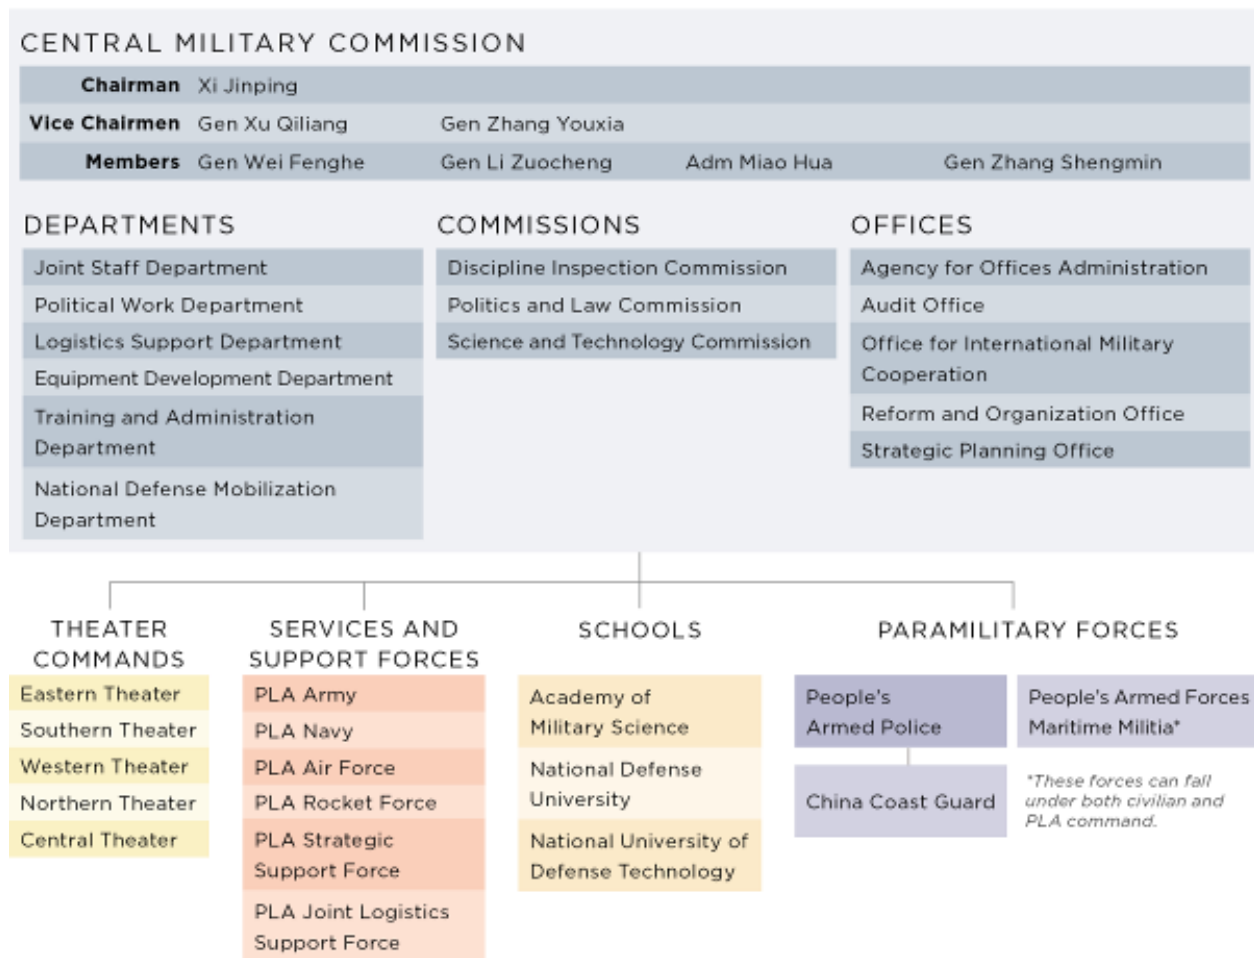 CENTRAL MILITARY COMMISSION
Chairman Xi Jinping
Vice Chairmen Gen Xu Qiliang Gen Zhang Youxia
Members Gen Wei Fenghe Gen Li Zuocheng Adm Miao Hua Gen Zhang Shengmin
DEPARTMENTS
Joint Staff Department
Political Work Department
Logistics Support Department
Equipment Development Department
Training and Administration
Department
National Defense Mobilization
Department
COMMISSIONS
Discipline Inspection Commission
Politics and Law Commission
Science and Technology Commission
OFFICES
Agency for Offices Administration
Audit Office
Office for International Military
Cooperation
Reform and Organization Office
Strategic Planning Office
THEATER
COMMANDS
Eastern Theater
Southern Theater
Western Theater
Northern Theater
Central Theater
SERVICES AND
SUPPORT FORCES
PLA Army
PLA Navy
PLA Air Force
PLA Rocket Force
PLA Strategic
Support Force
PLA Joint Logistics
Support Force
SCHOOLS
Academy of
Military Science
National Defense
University
National University of
Defense Technology
PARAMILITARY FORCES
People's
Armed Police
China Coast Guard
People's Armed Forces
Maritime Militia*
*These forces can fall
under both civilian and
PLA command.